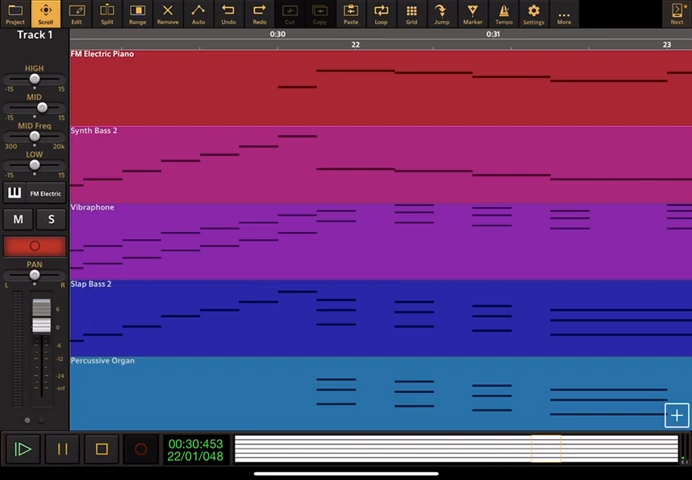 Project Scroll Edit Split Range Remove Auto Undo Redo Cut Copy Paste Loop Grid Jump Marker Tempo Settings More Next
Track 1
0:30 0:31
22 23
HIGH
-15 15
MID
-15 15
MID Freq
300 20k
LOW
-15 15
FM Electric
M S
PAN
L R
6
0
-6
-12
-24
-inf
FM Electric Piano
Synth Bass 2
Vibraphone
Slap Bass 2
Percussive Organ
00:30:453
22/01/048